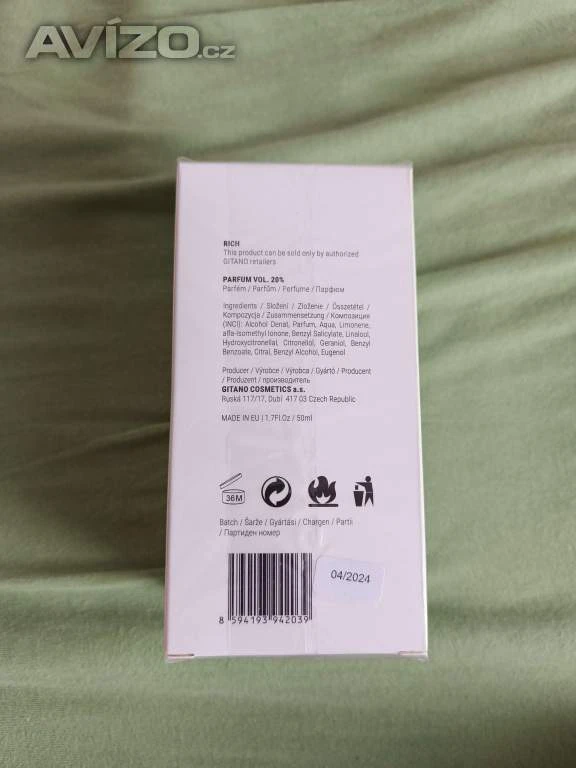 AVÍZO.cz
RICH
This product can be sold only by authorized
GITANO retailers
PARFUM VOL. 20%
Parfém / Parfüm / Perfume / Парфюм
Ingredients / Složení / Zloženie / Összetétel /
Kompozycja / Zusammensetzung / Композиция
(INCI): Alcohol Denat, Parfum, Aqua, Limonene,
alfa-Isomethyl Ionone, Benzyl Salicylate, Linalool,
Hydroxycitronellal, Citronellol, Geraniol, Benzyl
Benzoate, Citral, Benzyl Alcohol, Eugenol
Producer / Výrobce / Výrobca / Gyártó / Producent
/ Produzent / производитель
GITANO COSMETICS a.s.
Ruská 117/17, Dubí 417 03 Czech Republic
MADE IN EU | 1.7Fl.Oz / 50ml
36M
Batch / Šarže / Gyártási / Chargen / Partii
/ Партиден номер
04/2024
8 594193 942039